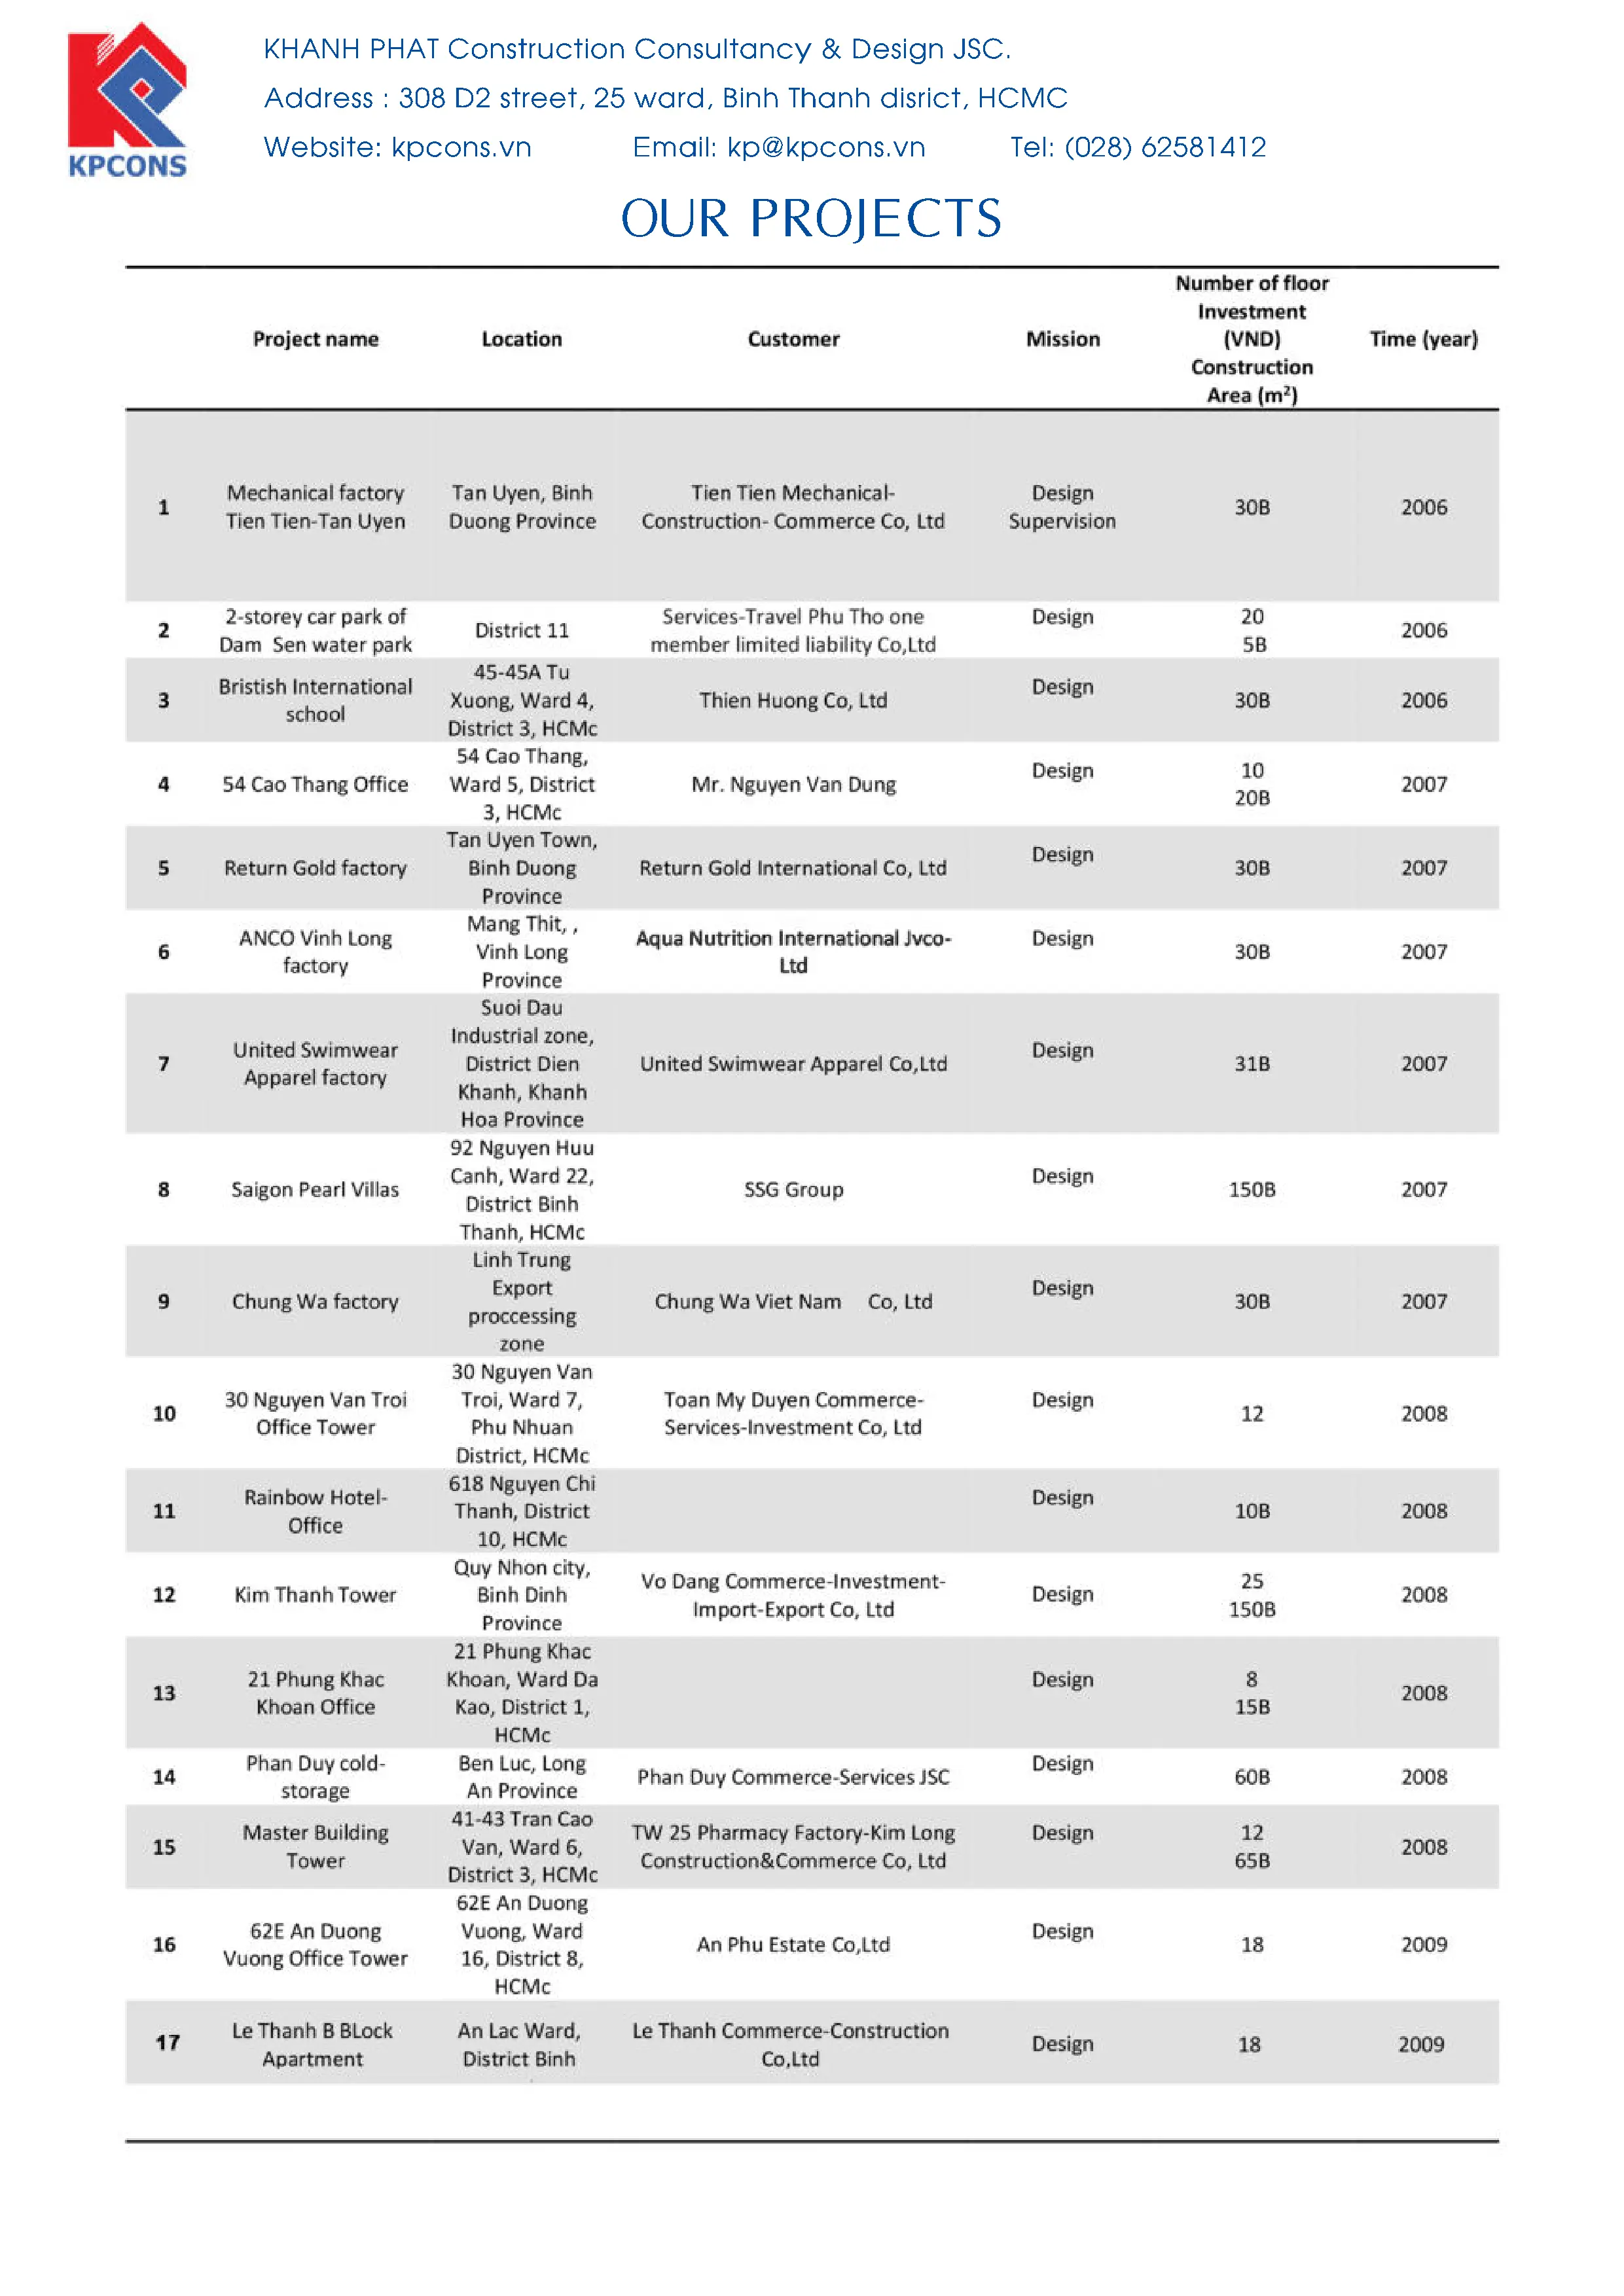 KPCONS
KHANH PHAT Construction Consultancy & Design JSC.
Address : 308 D2 street, 25 ward, Binh Thanh disrict, HCMC
Website: kpcons.vn Email: kp@kpcons.vn Tel: (028) 62581412
OUR PROJECTS
Project name
Location
Customer
Mission
Number of floor
Investment
(VND)
Construction
Area (m²)
Time (year)
1
Mechanical factory
Tien Tien-Tan Uyen
Tan Uyen, Binh
Duong Province
Tien Tien Mechanical-
Construction- Commerce Co, Ltd
Design
Supervision
30B
2006
2
2-storey car park of
Dam Sen water park
District 11
Services-Travel Phu Tho one
member limited liability Co,Ltd
Design
20
5B
2006
3
Bristish International
school
45-45A Tu
Xuong, Ward 4,
District 3, HCMc
Thien Huong Co, Ltd
Design
30B
2006
4
54 Cao Thang Office
54 Cao Thang,
Ward 5, District
3, HCMc
Mr. Nguyen Van Dung
Design
10
20B
2007
5
Return Gold factory
Tan Uyen Town,
Binh Duong
Province
Return Gold International Co, Ltd
Design
30B
2007
6
ANCO Vinh Long
factory
Mang Thit, ,
Vinh Long
Province
Aqua Nutrition International Jvco-
Ltd
Design
30B
2007
7
United Swimwear
Apparel factory
Suoi Dau
Industrial zone,
District Dien
Khanh, Khanh
Hoa Province
United Swimwear Apparel Co,Ltd
Design
31B
2007
8
Saigon Pearl Villas
92 Nguyen Huu
Canh, Ward 22,
District Binh
Thanh, HCMc
SSG Group
Design
150B
2007
9
Chung Wa factory
Linh Trung
Export
proccessing
zone
Chung Wa Viet Nam Co, Ltd
Design
30B
2007
10
30 Nguyen Van Troi
Office Tower
30 Nguyen Van
Troi, Ward 7,
Phu Nhuan
District, HCMc
Toan My Duyen Commerce-
Services-Investment Co, Ltd
Design
12
2008
11
Rainbow Hotel-
Office
618 Nguyen Chi
Thanh, District
10, HCMc
Design
10B
2008
12
Kim Thanh Tower
Quy Nhon city,
Binh Dinh
Province
Vo Dang Commerce-Investment-
Import-Export Co, Ltd
Design
25
150B
2008
13
21 Phung Khac
Khoan Office
21 Phung Khac
Khoan, Ward Da
Kao, District 1,
HCMc
Design
8
15B
2008
14
Phan Duy cold-
storage
Ben Luc, Long
An Province
Phan Duy Commerce-Services JSC
Design
60B
2008
15
Master Building
Tower
41-43 Tran Cao
Van, Ward 6,
District 3, HCMc
TW 25 Pharmacy Factory-Kim Long
Construction&Commerce Co, Ltd
Design
12
65B
2008
16
62E An Duong
Vuong Office Tower
62E An Duong
Vuong, Ward
16, District 8,
HCMc
An Phu Estate Co,Ltd
Design
18
2009
17
Le Thanh B BLock
Apartment
An Lac Ward,
District Binh
Le Thanh Commerce-Construction
Co,Ltd
Design
18
2009